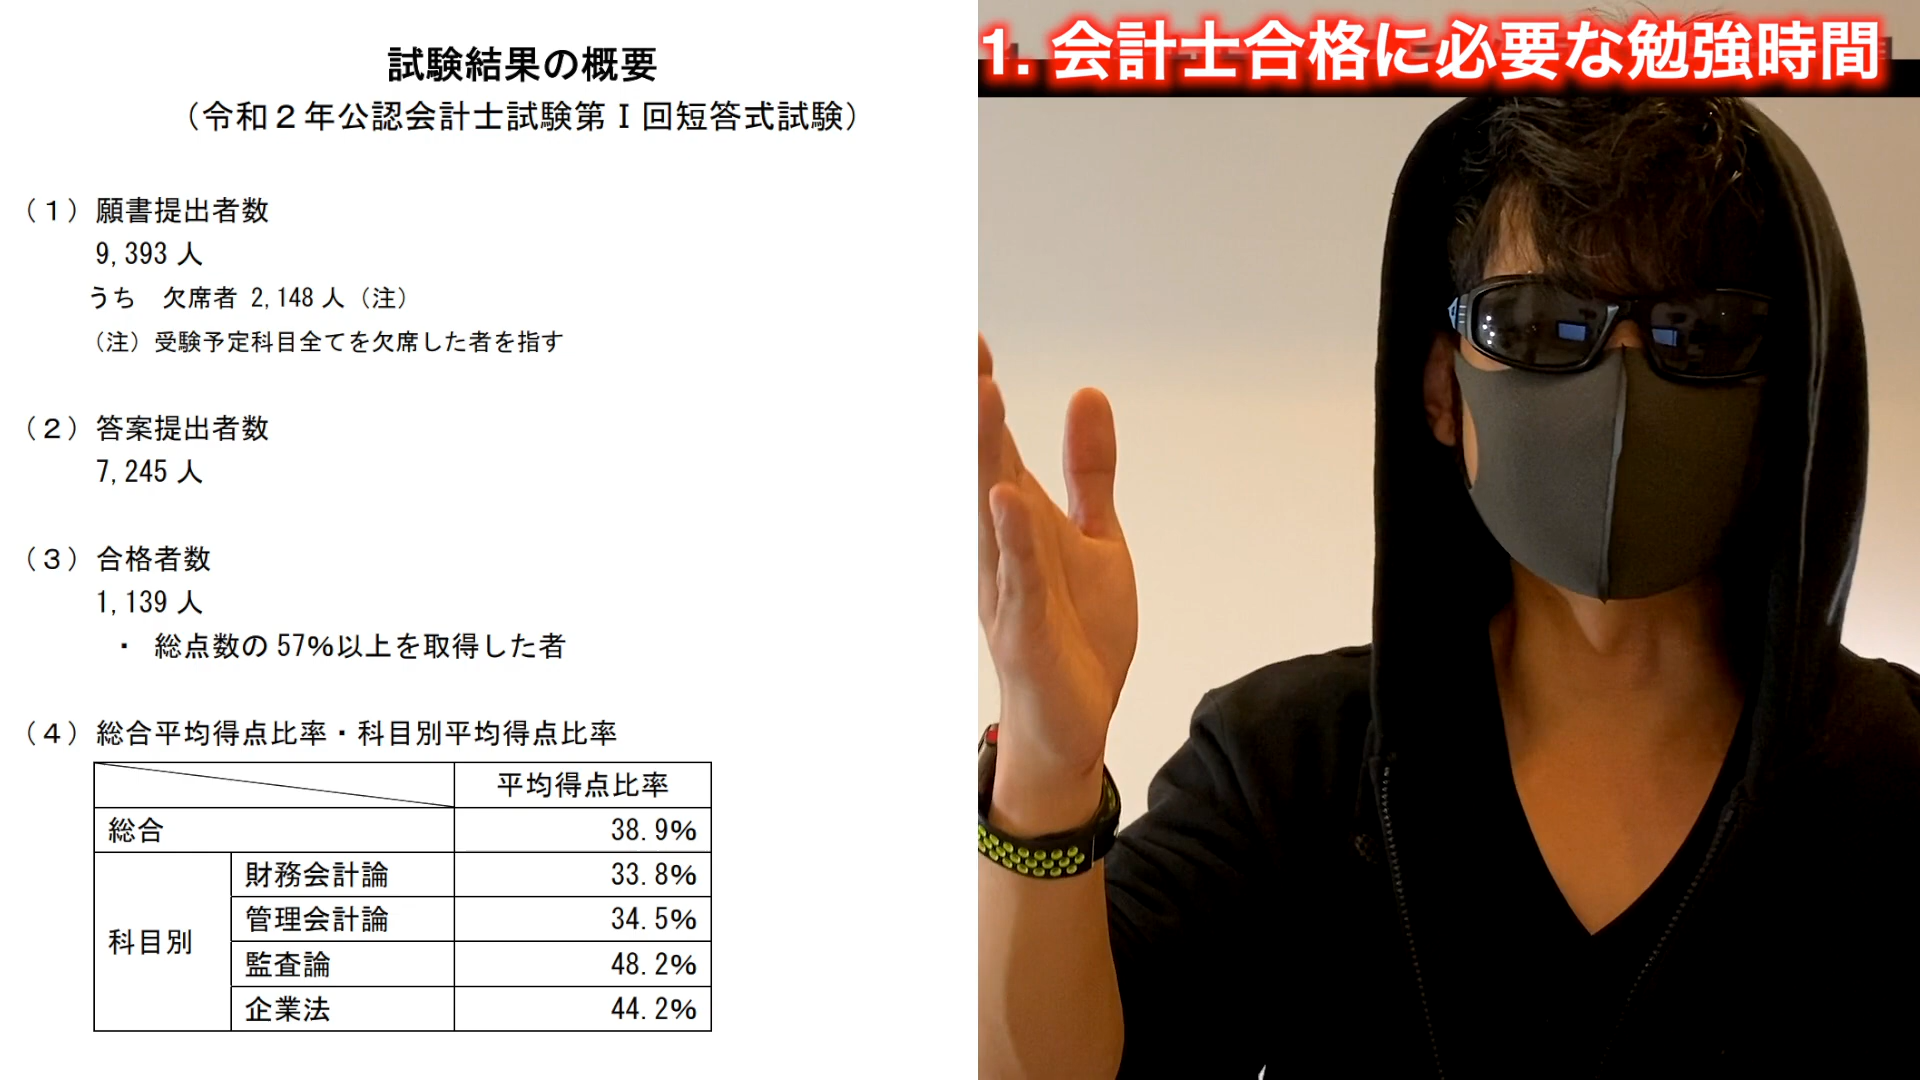 試験結果の概要
（令和２年公認会計士試験第Ⅰ回短答式試験）
（１）願書提出者数
9,393 人
うち　欠席者 2,148 人（注）
（注）受験予定科目全てを欠席した者を指す
（２）答案提出者数
7,245 人
（３）合格者数
1,139 人
・ 総点数の 57%以上を取得した者
（４）総合平均得点比率・科目別平均得点比率
平均得点比率
総合 38.9%
科目別
財務会計論 33.8%
管理会計論 34.5%
監査論 48.2%
企業法 44.2%
1. 会計士合格に必要な勉強時間